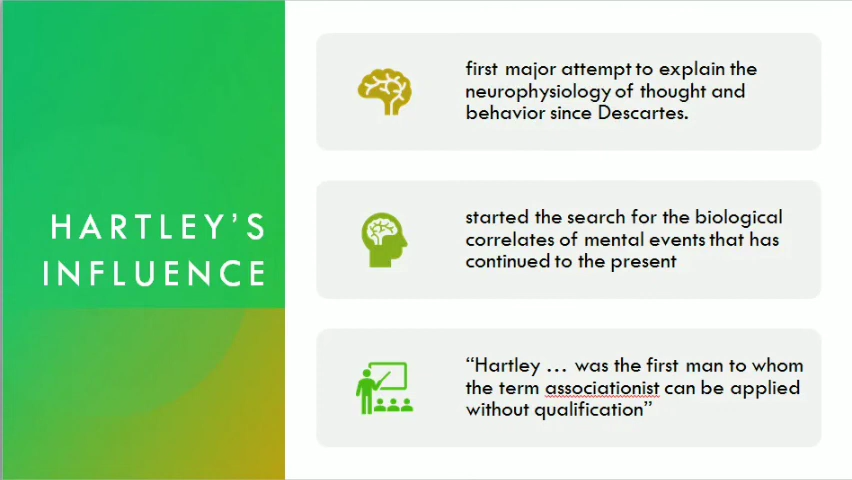 HARTLEY’S
INFLUENCE
first major attempt to explain the
neurophysiology of thought and
behavior since Descartes.
started the search for the biological
correlates of mental events that has
continued to the present
“Hartley … was the first man to whom
the term associationist can be applied
without qualification”